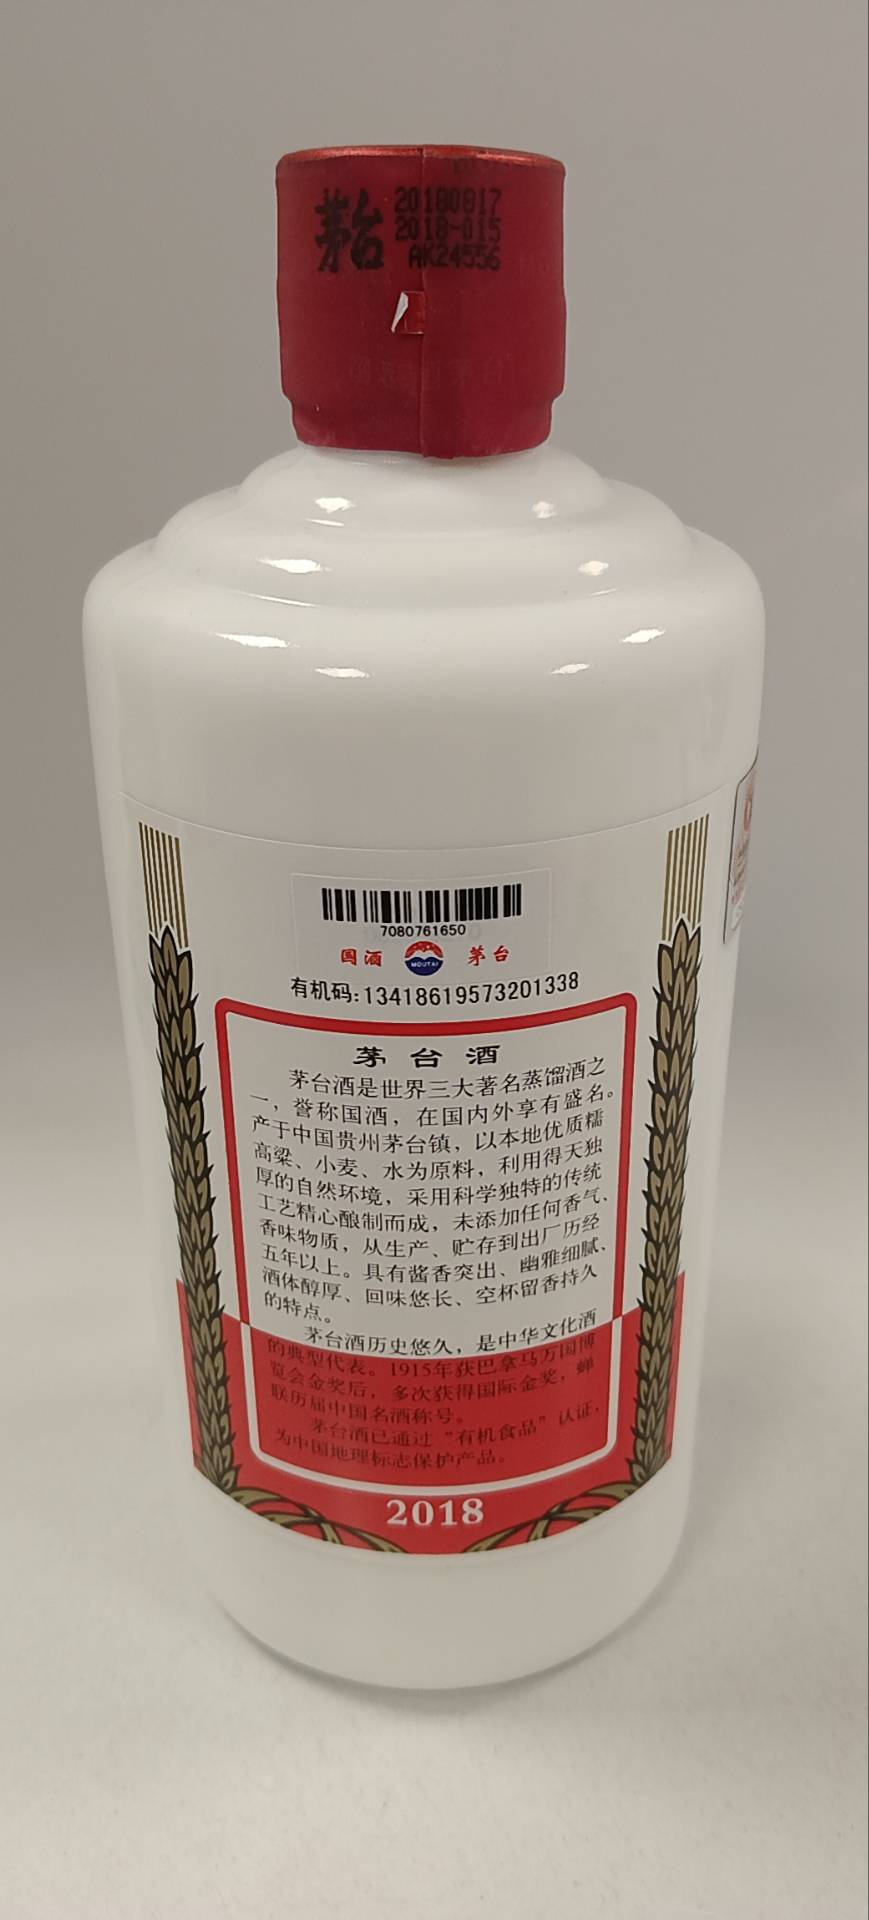 茅台
20180817
2018-015
AK24556
7080761650
国酒 MOUTAI 茅台
有机码:13418619573201338
茅台酒
茅台酒是世界三大著名蒸馏酒之
一，誉称国酒，在国内外享有盛名。
产于中国贵州茅台镇，以本地优质糯
高粱、小麦、水为原料，利用得天独
厚的自然环境，采用科学独特的传统
工艺精心酿制而成，未添加任何香气、
香味物质，从生产、贮存到出厂历经
五年以上。具有酱香突出、幽雅细腻、
酒体醇厚、回味悠长、空杯留香持久
的特点。
茅台酒历史悠久，是中华文化酒
的典型代表。1915年获巴拿马万国博
览会金奖后，多次获得国际金奖，蝉
联历届中国名酒称号。
茅台酒已通过“有机食品”认证，
为中国地理标志保护产品。
2018